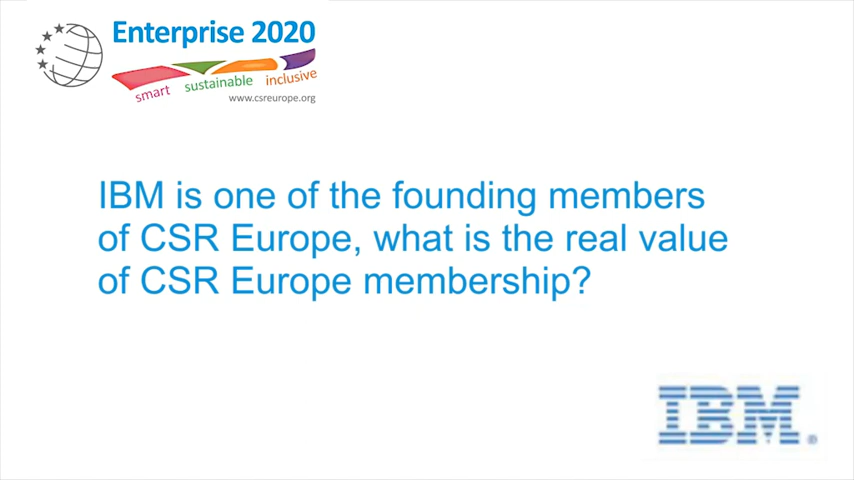 Enterprise 2020
smart sustainable inclusive
www.csreurope.org
IBM is one of the founding members
of CSR Europe, what is the real value
of CSR Europe membership?
IBM®